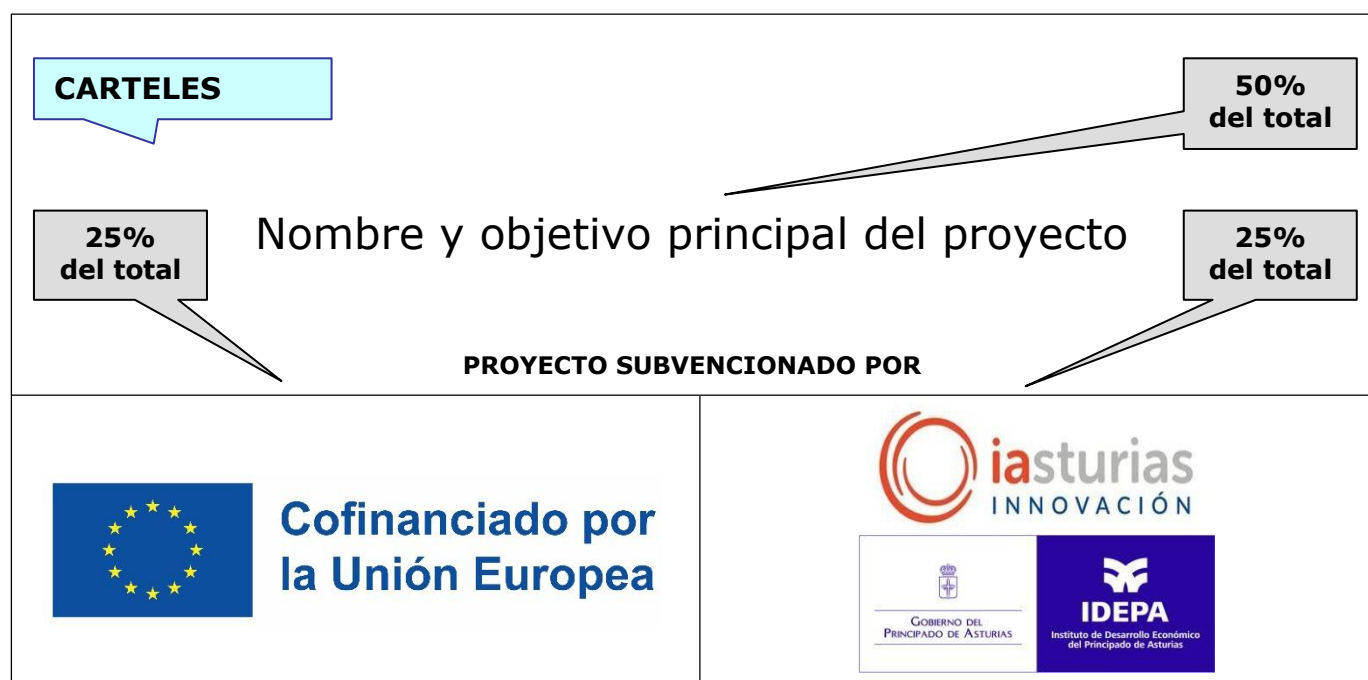 CARTELES
50%
del total
25%
del total
Nombre y objetivo principal del proyecto
25%
del total
PROYECTO SUBVENCIONADO POR
Cofinanciado por
la Unión Europea
iasturias
INNOVACIÓN
GOBIERNO DEL
PRINCIPADO DE ASTURIAS
IDEPA
Instituto de Desarrollo Económico
del Principado de Asturias